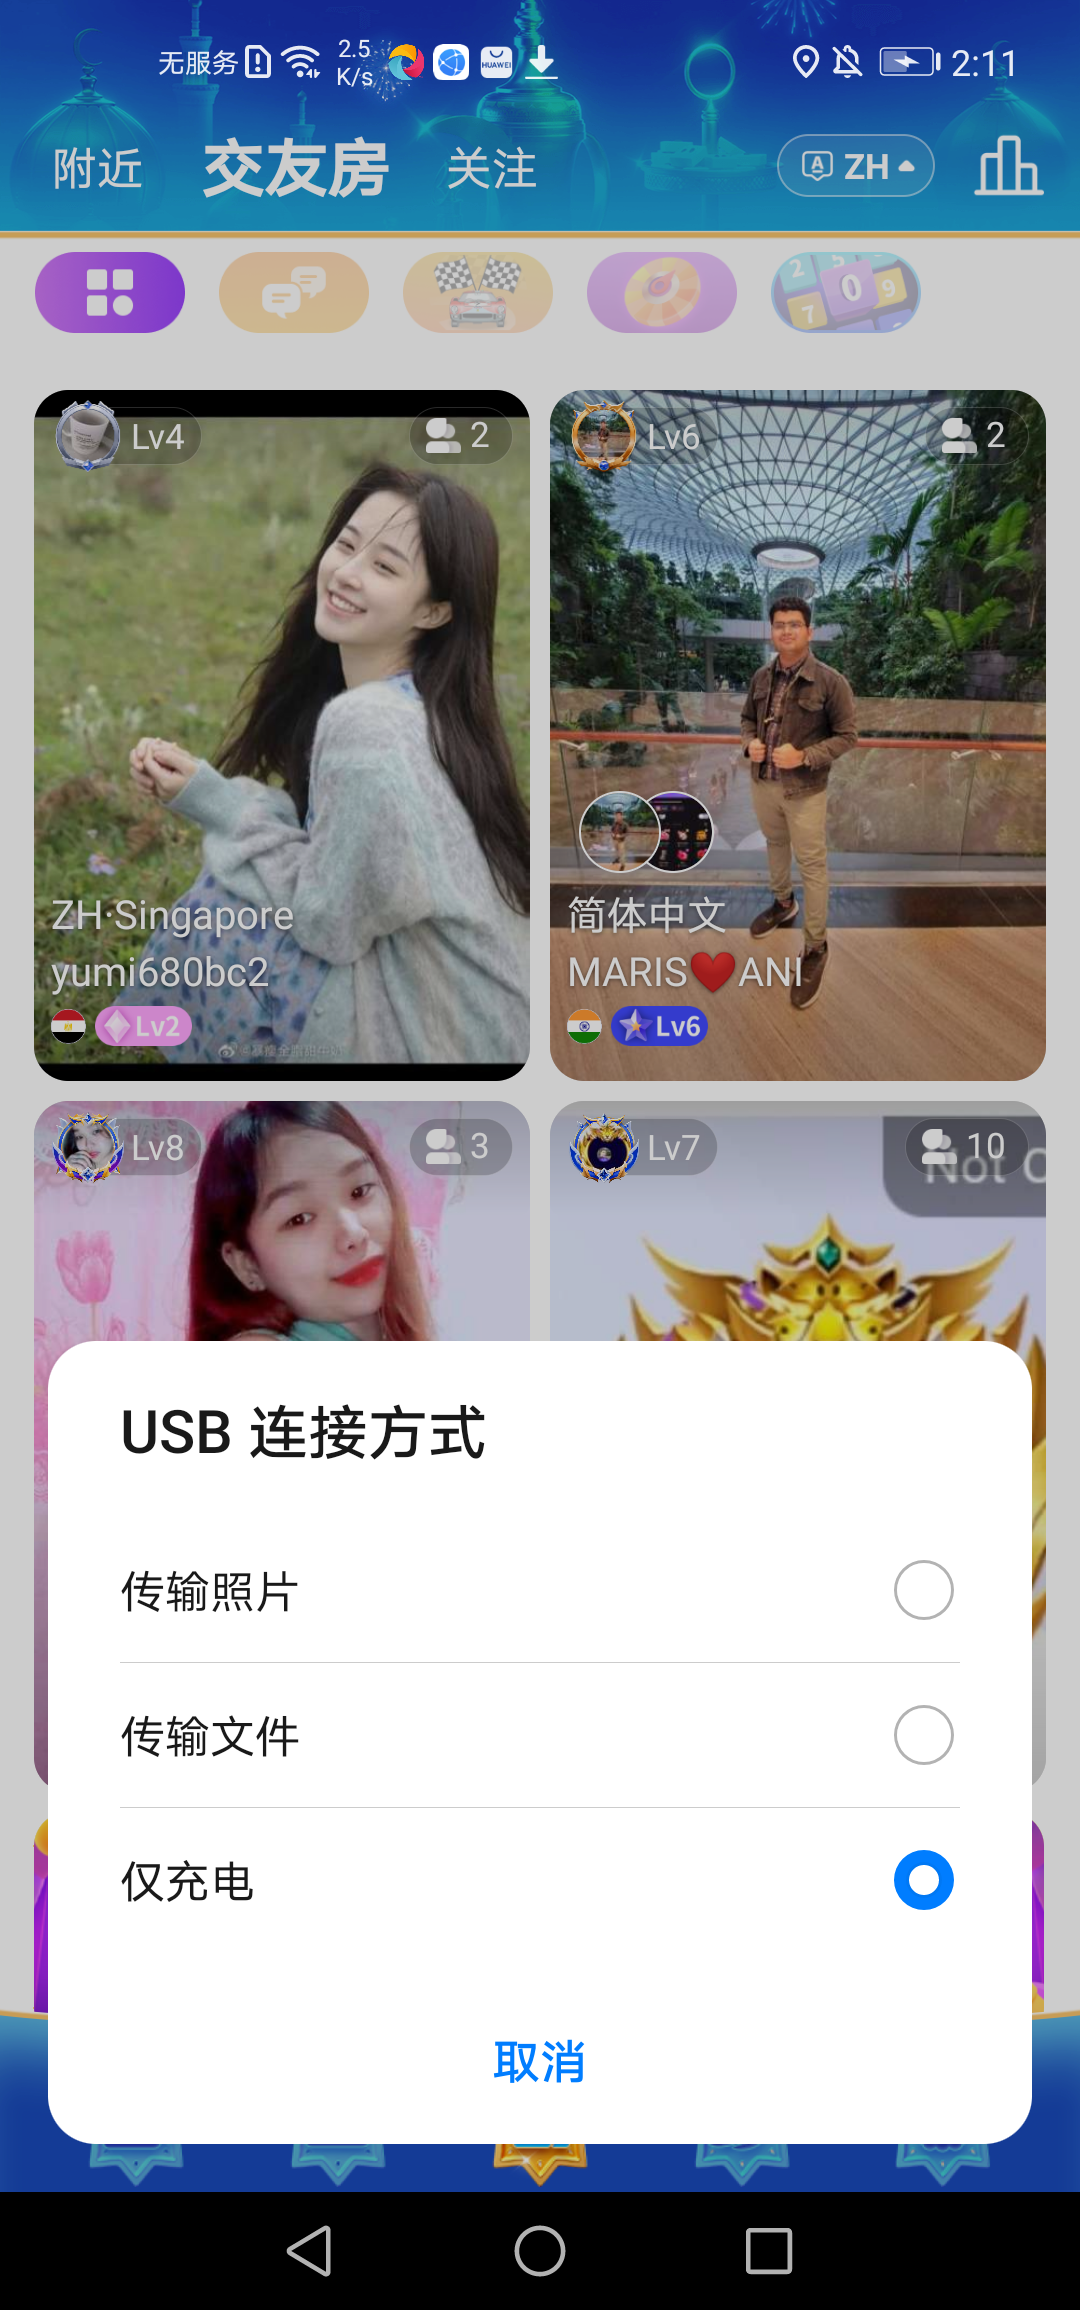 无服务 2.5 K/s HUAWEI 2:11
附近 交友房 关注 ZH
2 5 0 9 7
Lv4 2
ZH·Singapore
yumi680bc2
Lv2
Lv6 2
简体中文
MARIS❤️ANI
Lv6
Lv8 3
Lv7 10
Not
USB 连接方式
传输照片
传输文件
仅充电
取消